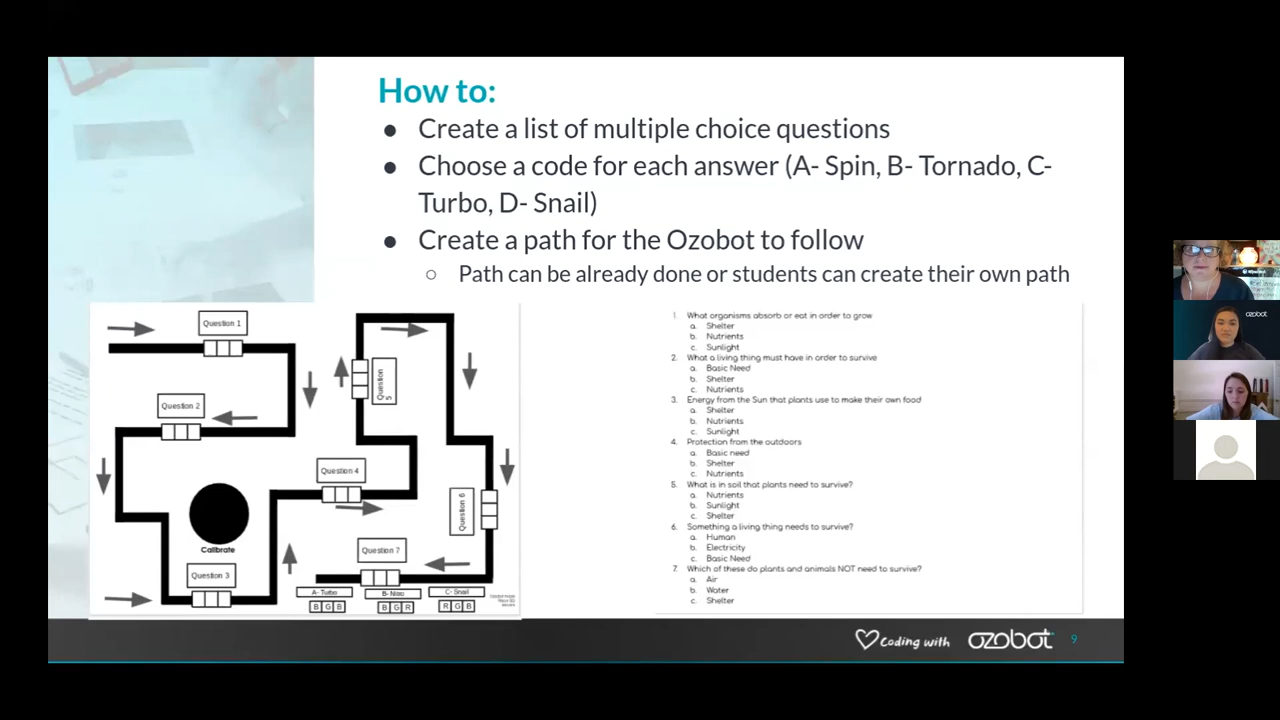 How to:
● Create a list of multiple choice questions
● Choose a code for each answer (A- Spin, B- Tornado, C-
Turbo, D- Snail)
● Create a path for the Ozobot to follow
○ Path can be already done or students can create their own path
Question 1
Question 2
Question 3
Question 4
Question 5
Question 6
Question 7
Calibrate
A- Turbo
B- Nitro
C- Snail
B G B
B G R
R G B
1. What organisms absorb or eat in order to grow
a. Shelter
b. Nutrients
c. Sunlight
2. What a living thing must have in order to survive
a. Basic Need
b. Shelter
c. Nutrients
3. Energy from the Sun that plants use to make their own food
a. Shelter
b. Nutrients
c. Sunlight
4. Protection from the outdoors
a. Basic need
b. Shelter
c. Nutrients
5. What is in soil that plants need to survive?
a. Nutrients
b. Sunlight
c. Shelter
6. Something a living thing needs to survive?
a. Human
b. Electricity
c. Basic Need
7. Which of these do plants and animals NOT need to survive?
a. Air
b. Water
c. Shelter
Coding with ozobot 9
ozobot